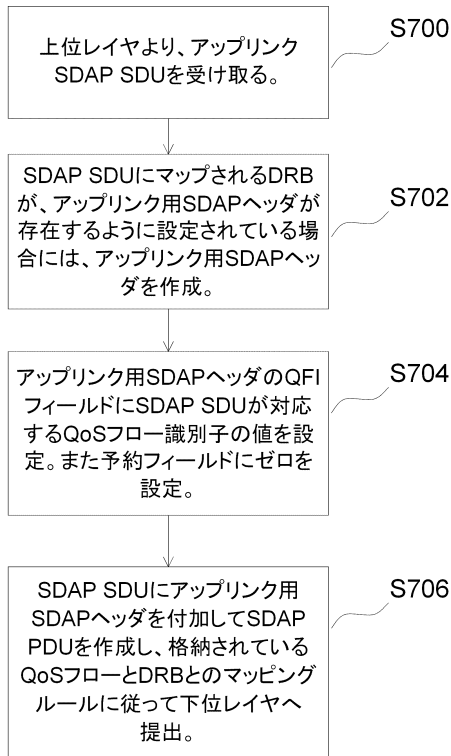 上位レイヤより、アップリンク
SDAP SDUを受け取る。
S700
SDAP SDUにマップされるDRB
が、アップリンク用SDAPヘッダが
存在するように設定されている場
合には、アップリンク用SDAPヘッ
ダを作成。
S702
アップリンク用SDAPヘッダのQFI
フィールドにSDAP SDUが対応
するQoSフロー識別子の値を設
定。また予約フィールドにゼロを
設定。
S704
SDAP SDUにアップリンク用
SDAPヘッダを付加してSDAP
PDUを作成し、格納されている
QoSフローとDRBとのマッピング
ルールに従って下位レイヤへ
提出。
S706